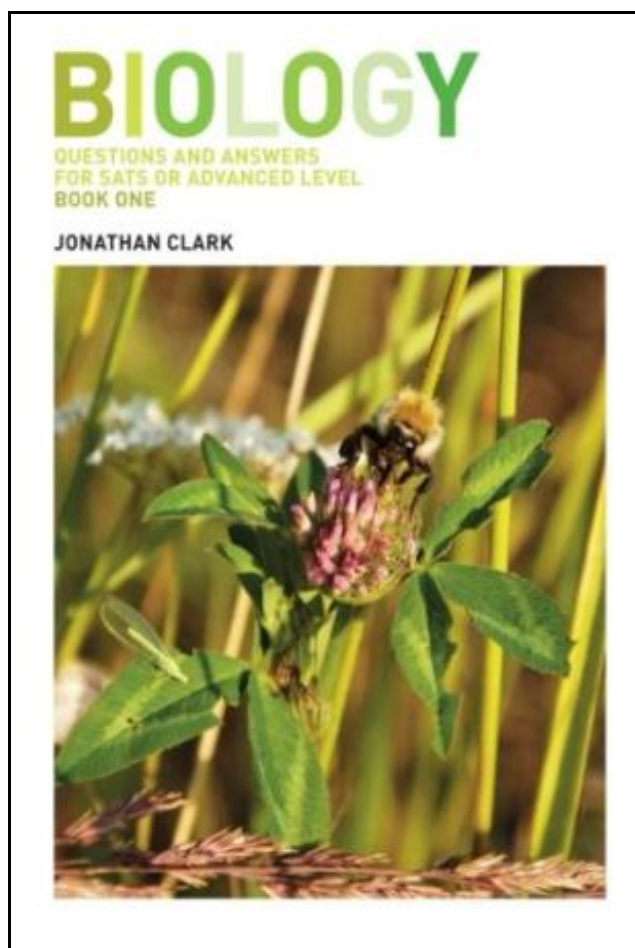 BIOLOGY
QUESTIONS AND ANSWERS
FOR SATS OR ADVANCED LEVEL
BOOK ONE
JONATHAN CLARK